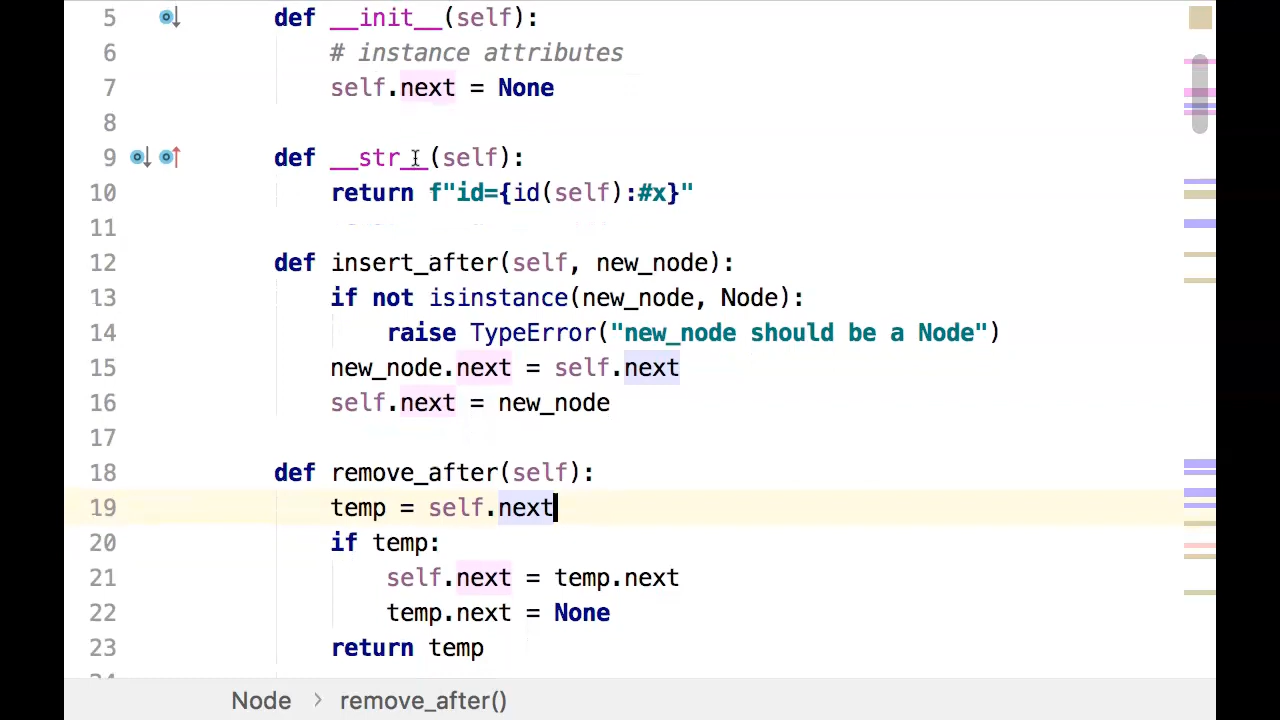 5 def __init__(self):
6 # instance attributes
7 self.next = None
8
9 def __str__(self):
10 return f"id={id(self):#x}"
11
12 def insert_after(self, new_node):
13 if not isinstance(new_node, Node):
14 raise TypeError("new_node should be a Node")
15 new_node.next = self.next
16 self.next = new_node
17
18 def remove_after(self):
19 temp = self.next
20 if temp:
21 self.next = temp.next
22 temp.next = None
23 return temp
Node > remove_after()